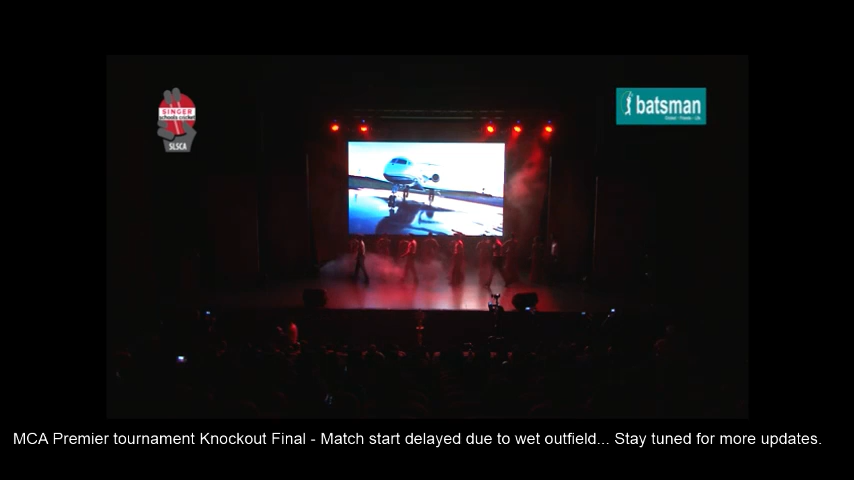 SINGER
schools cricket
SLSCA
batsman
MCA Premier tournament Knockout Final - Match start delayed due to wet outfield... Stay tuned for more updates.